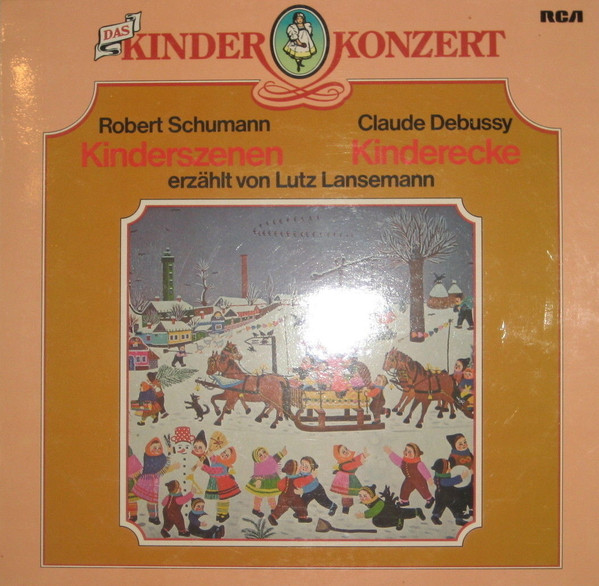 DAS
KINDER KONZERT
RCA
Robert Schumann
Kinderszenen
Claude Debussy
Kinderecke
erzählt von Lutz Lansemann